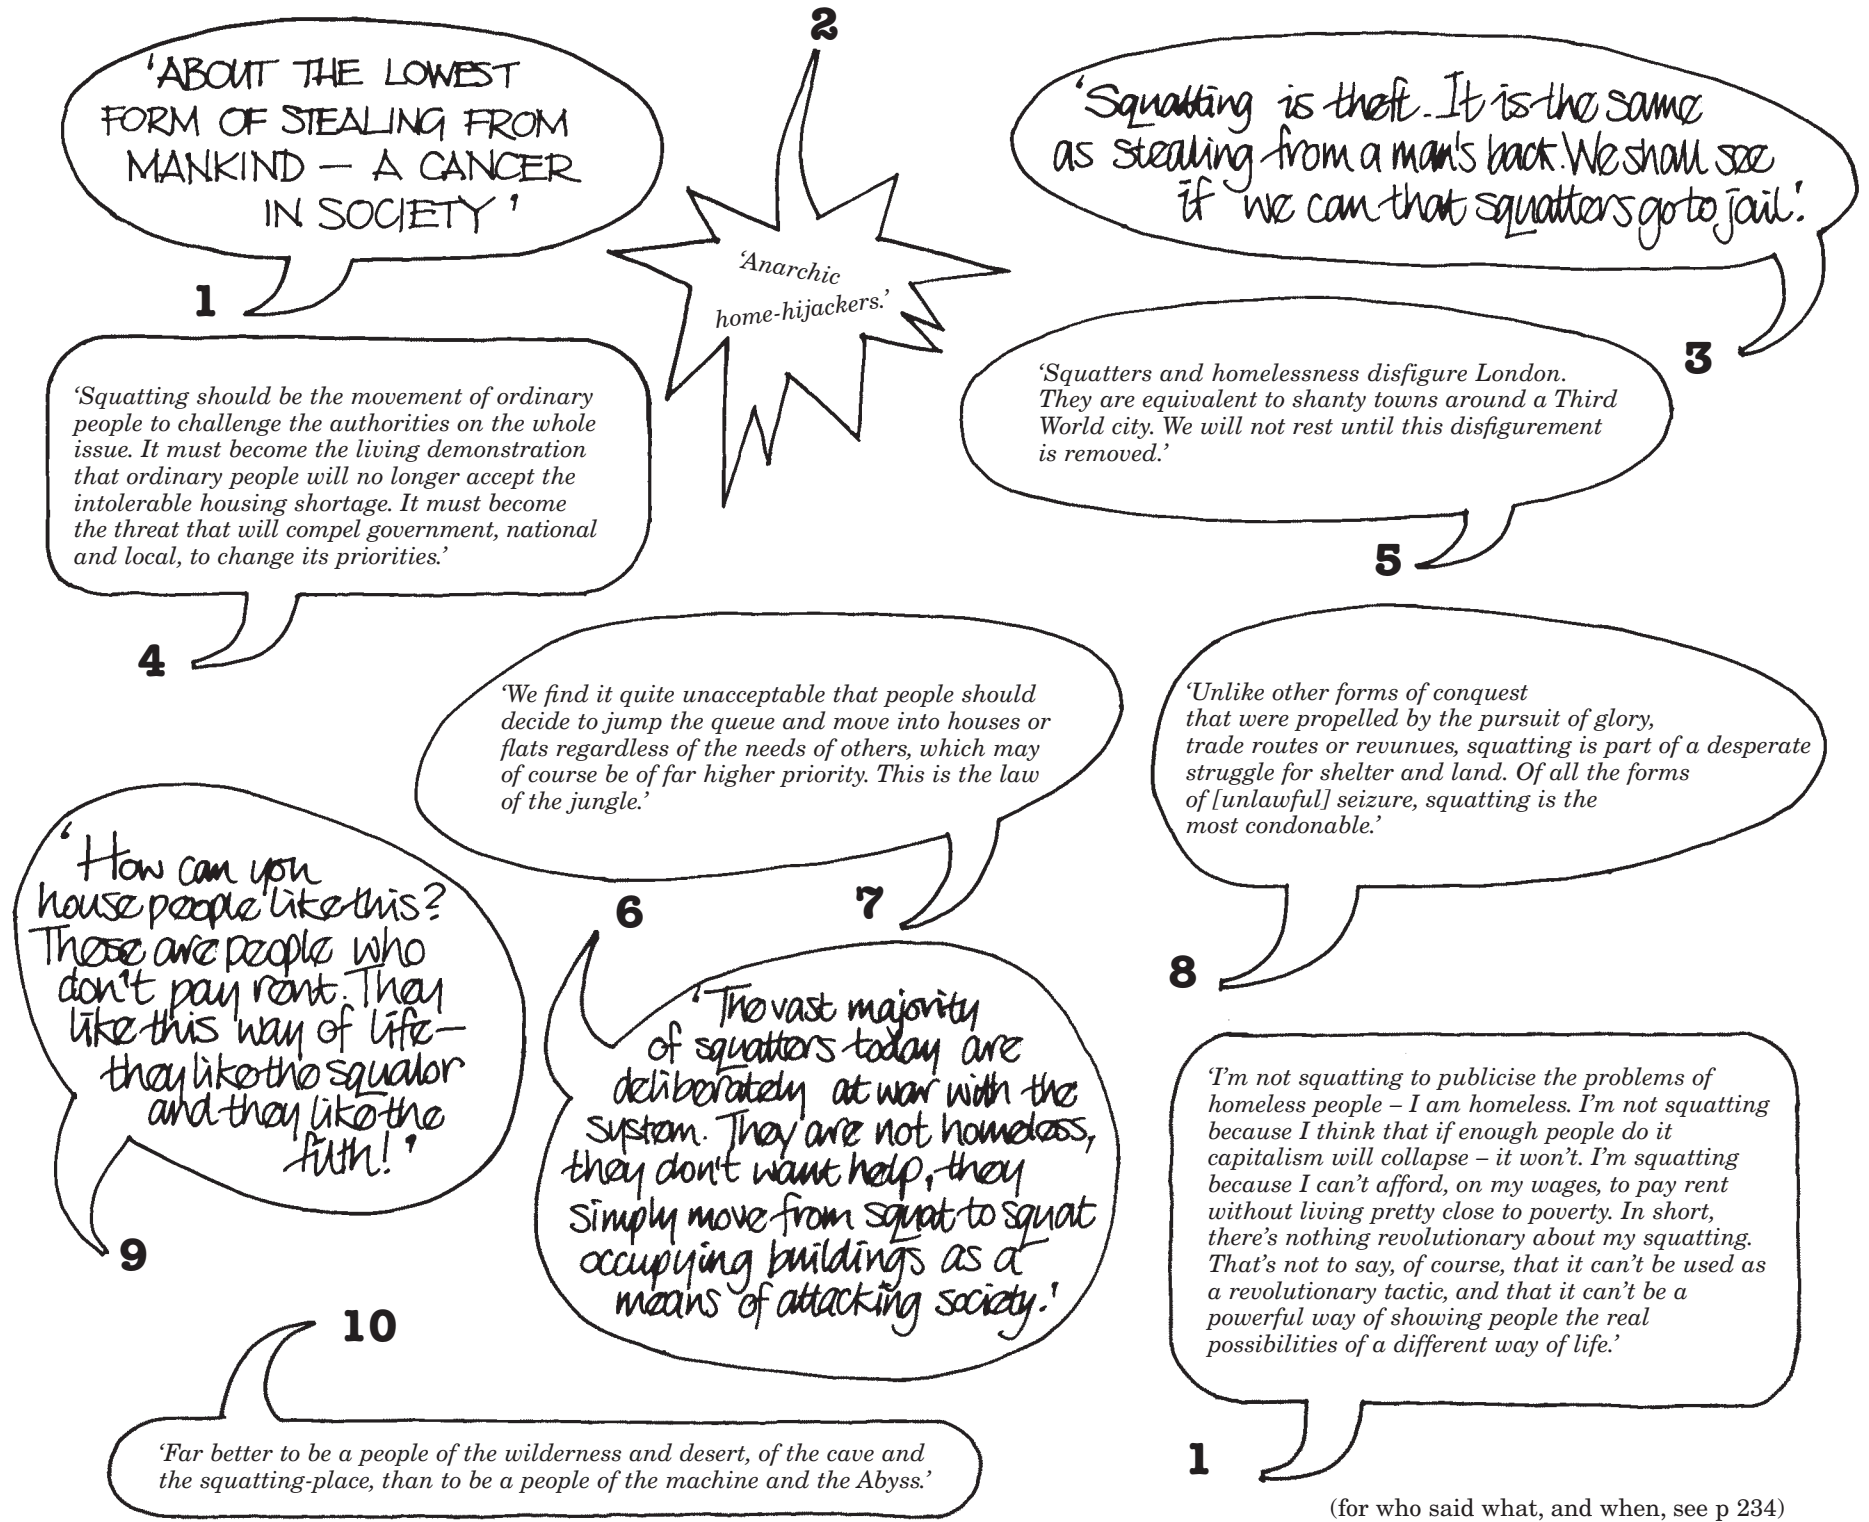 ‘ABOUT THE LOWEST
FORM OF STEALING FROM
MANKIND – A CANCER
IN SOCIETY’
1
2
‘Anarchic
home-hijackers.’
‘Squatting is theft. It is the same
as stealing from a man's back. We shall see
if we can that squatters go to jail.’
3
‘Squatting should be the movement of ordinary
people to challenge the authorities on the whole
issue. It must become the living demonstration
that ordinary people will no longer accept the
intolerable housing shortage. It must become
the threat that will compel government, national
and local, to change its priorities.’
4
‘Squatters and homelessness disfigure London.
They are equivalent to shanty towns around a Third
World city. We will not rest until this disfigurement
is removed.’
5
‘We find it quite unacceptable that people should
decide to jump the queue and move into houses or
flats regardless of the needs of others, which may
of course be of far higher priority. This is the law
of the jungle.’
7
‘Unlike other forms of conquest
that were propelled by the pursuit of glory,
trade routes or revunues, squatting is part of a desperate
struggle for shelter and land. Of all the forms
of [unlawful] seizure, squatting is the
most condonable.’
8
‘How can you
house people like this?
These are people who
don't pay rent. They
like this way of life –
they like the squalor
and they like the
filth!’
9
6
‘The vast majority
of squatters today are
deliberately at war with the
system. They are not homeless,
they don't want help, they
simply move from squat to squat
occupying buildings as a
means of attacking society.’
‘I’m not squatting to publicise the problems of
homeless people – I am homeless. I’m not squatting
because I think that if enough people do it
capitalism will collapse – it won’t. I’m squatting
because I can’t afford, on my wages, to pay rent
without living pretty close to poverty. In short,
there’s nothing revolutionary about my squatting.
That’s not to say, of course, that it can’t be used as
a revolutionary tactic, and that it can’t be a
powerful way of showing people the real
possibilities of a different way of life.’
1
10
‘Far better to be a people of the wilderness and desert, of the cave and
the squatting-place, than to be a people of the machine and the Abyss.’
(for who said what, and when, see p 234)